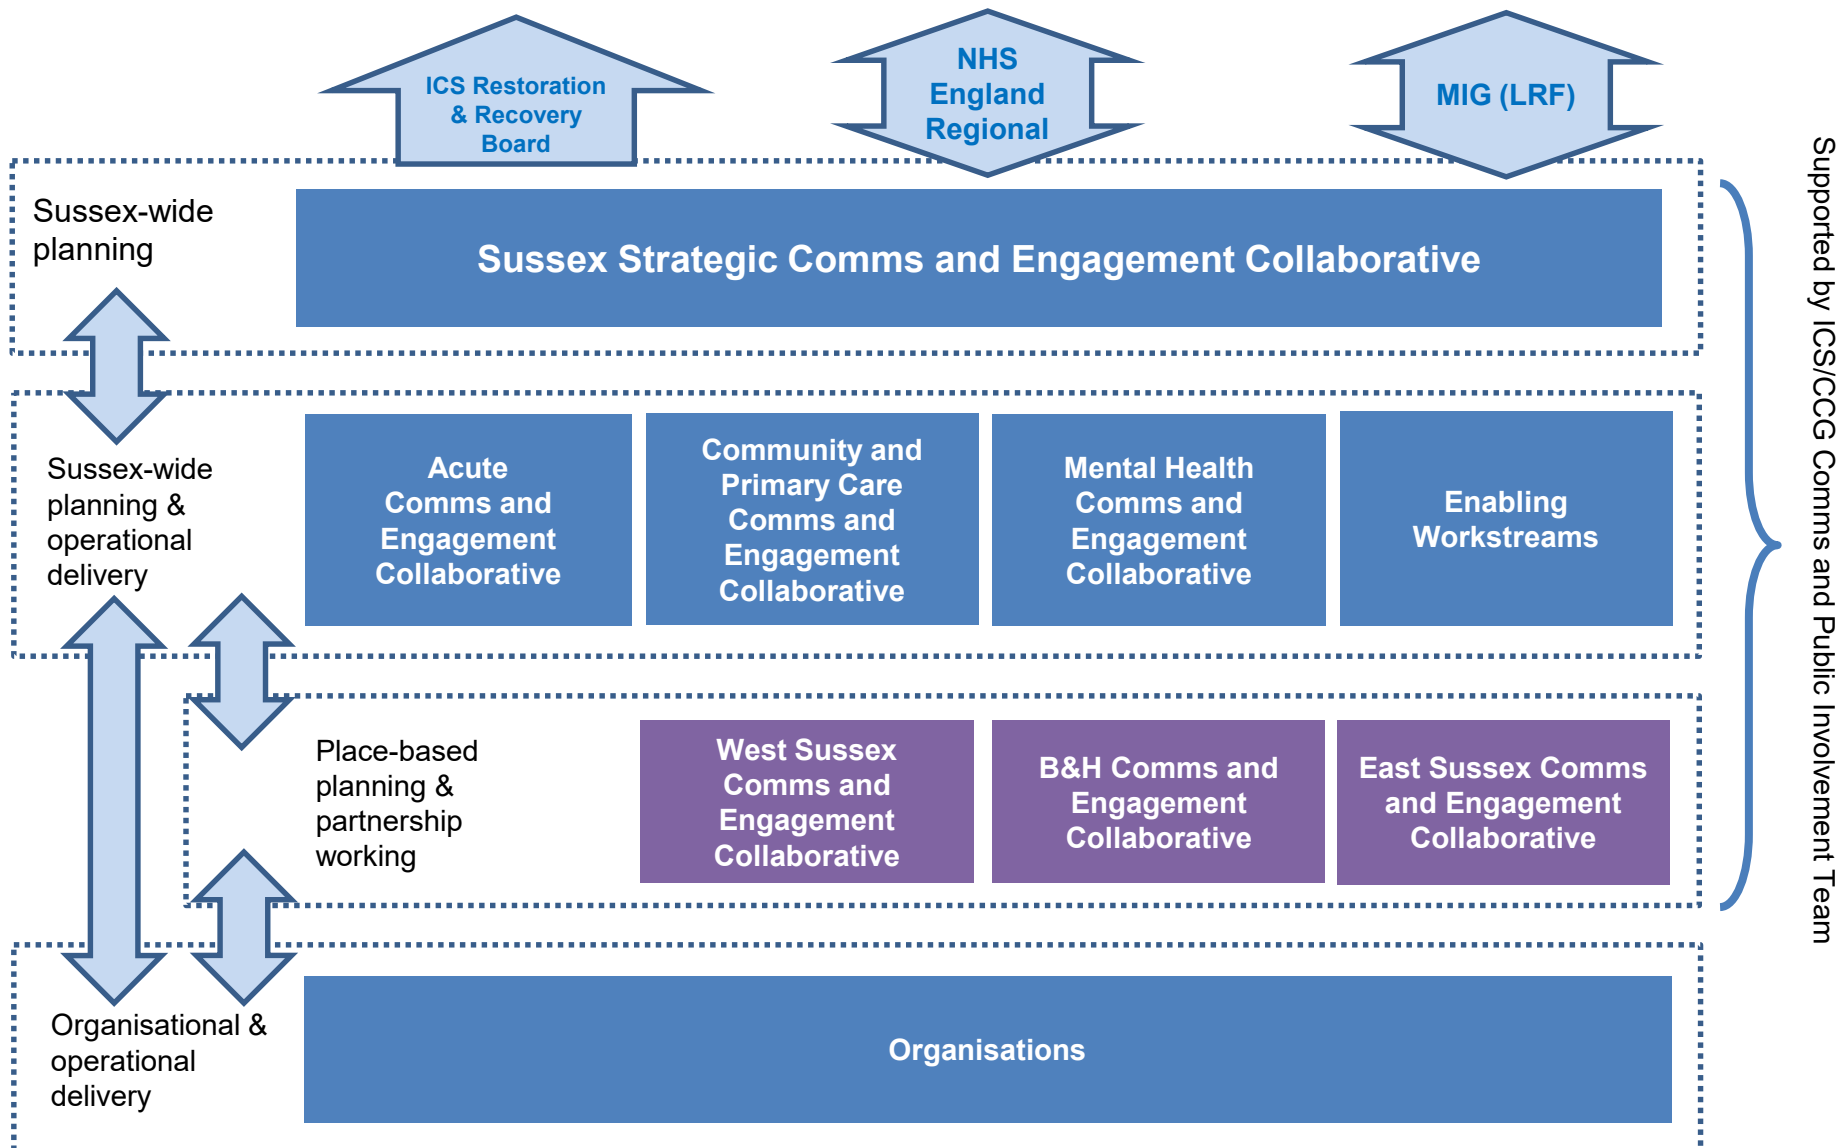 ICS Restoration
& Recovery
Board
NHS
England
Regional
MIG (LRF)
Sussex-wide
planning
Sussex Strategic Comms and Engagement Collaborative
Sussex-wide
planning &
operational
delivery
Acute
Comms and
Engagement
Collaborative
Community and
Primary Care
Comms and
Engagement
Collaborative
Mental Health
Comms and
Engagement
Collaborative
Enabling
Workstreams
Place-based
planning &
partnership
working
West Sussex
Comms and
Engagement
Collaborative
B&H Comms and
Engagement
Collaborative
East Sussex Comms
and Engagement
Collaborative
Organisational &
operational
delivery
Organisations
Supported by ICS/CCG Comms and Public Involvement Team